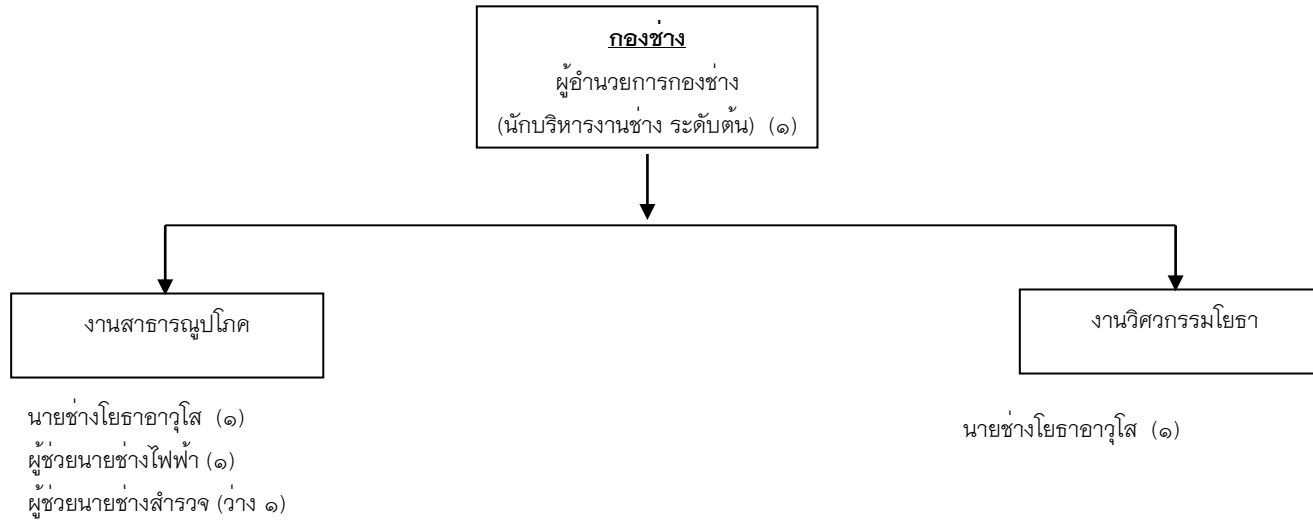 กองช่าง
ผู้อำนวยการกองช่าง
(นักบริหารงานช่าง ระดับต้น) (๑)
งานสาธารณูปโภค
งานวิศวกรรมโยธา
นายช่างโยธาอาวุโส (๑)
ผู้ช่วยนายช่างไฟฟ้า (๑)
ผู้ช่วยนายช่างสำรวจ (ว่าง ๑)
นายช่างโยธาอาวุโส (๑)